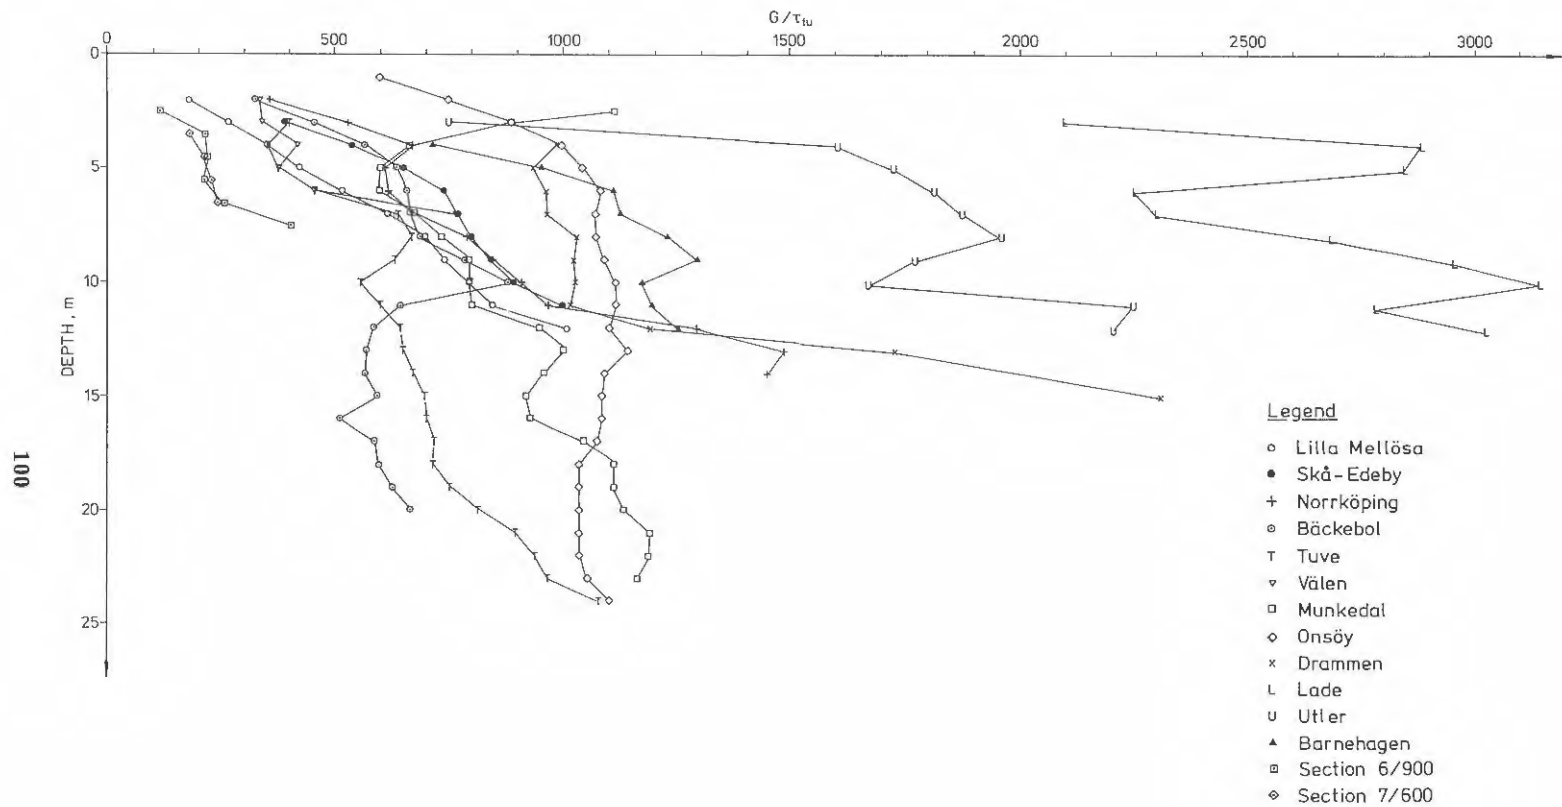 G/τfu
0 500 1000 1500 2000 2500 3000
0
5
10
15
20
25
DEPTH, m
100
Legend
Lilla Mellösa
Skå-Edeby
Norrköping
Bäckebol
Tuve
Välen
Munkedal
Onsöy
Drammen
Lade
Utler
Barnehagen
Section 6/900
Section 7/600